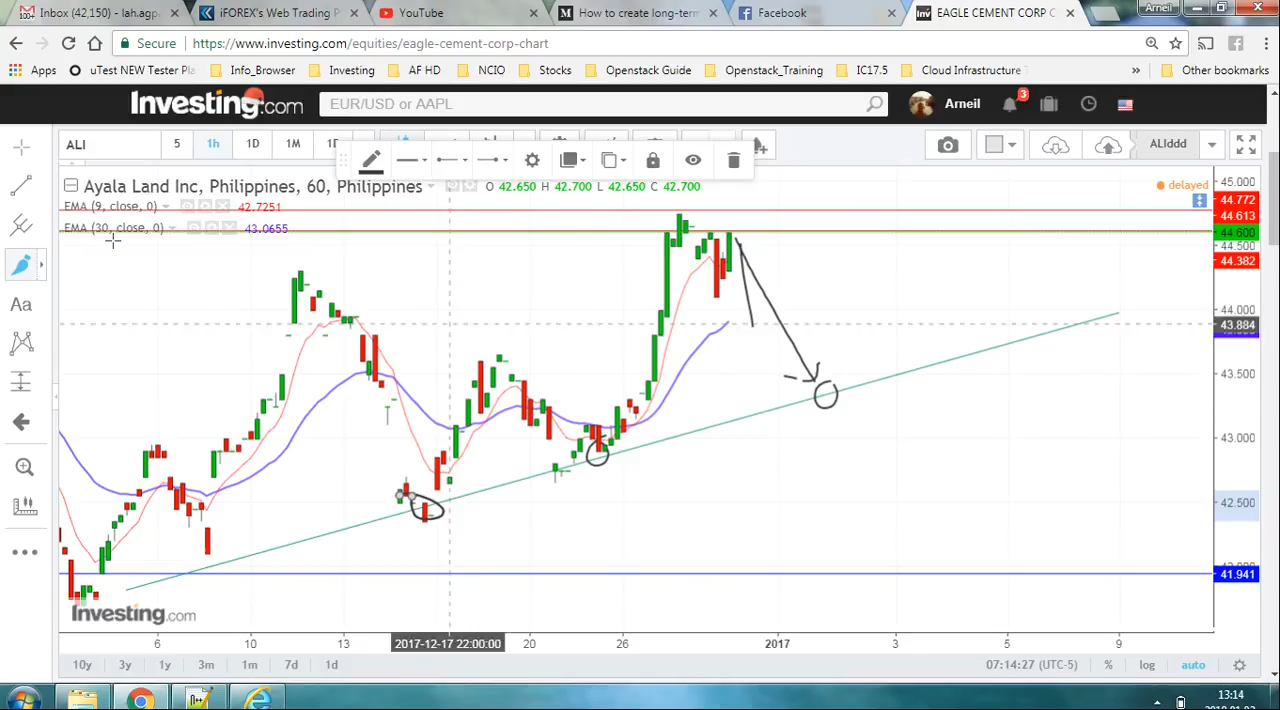 Inbox (42,150) - lah.agp
iFOREX's Web Trading P
YouTube
How to create long-term
Facebook
EAGLE CEMENT CORP C
Arneil
Secure
https://www.investing.com/equities/eagle-cement-corp-chart
Apps
uTest NEW Tester Pla
Info_Browser
Investing
AF HD
NCIO
Stocks
Openstack Guide
Openstack_Training
IC17.5
Cloud Infrastructure
»
Other bookmarks
Investing.com
EUR/USD or AAPL
Arneil
3
ALI
5
1h
1D
1M
ALIddd
Ayala Land Inc, Philippines, 60, Philippines
O 42.650 H 42.700 L 42.650 C 42.700
EMA (9, close, 0)
42.7251
EMA (30, close, 0)
43.0655
delayed
45.000
44.772
44.613
44.600
44.500
44.382
44.000
43.884
43.500
43.000
42.500
41.941
Investing.com
6
10
13
2017-12-17 22:00:00
20
26
2017
3
5
9
10y
3y
1y
3m
1m
7d
1d
07:14:27 (UTC-5)
%
log
auto
Aa
13:14